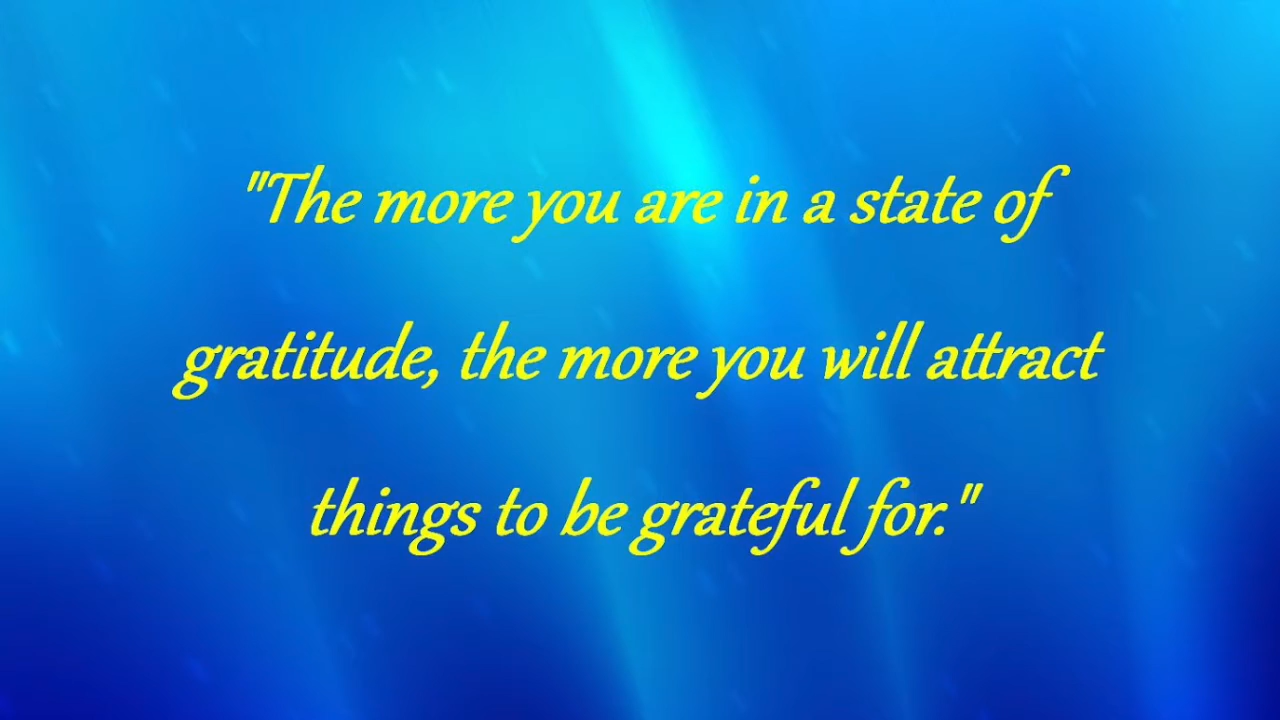 "The more you are in a state of
gratitude, the more you will attract
things to be grateful for."